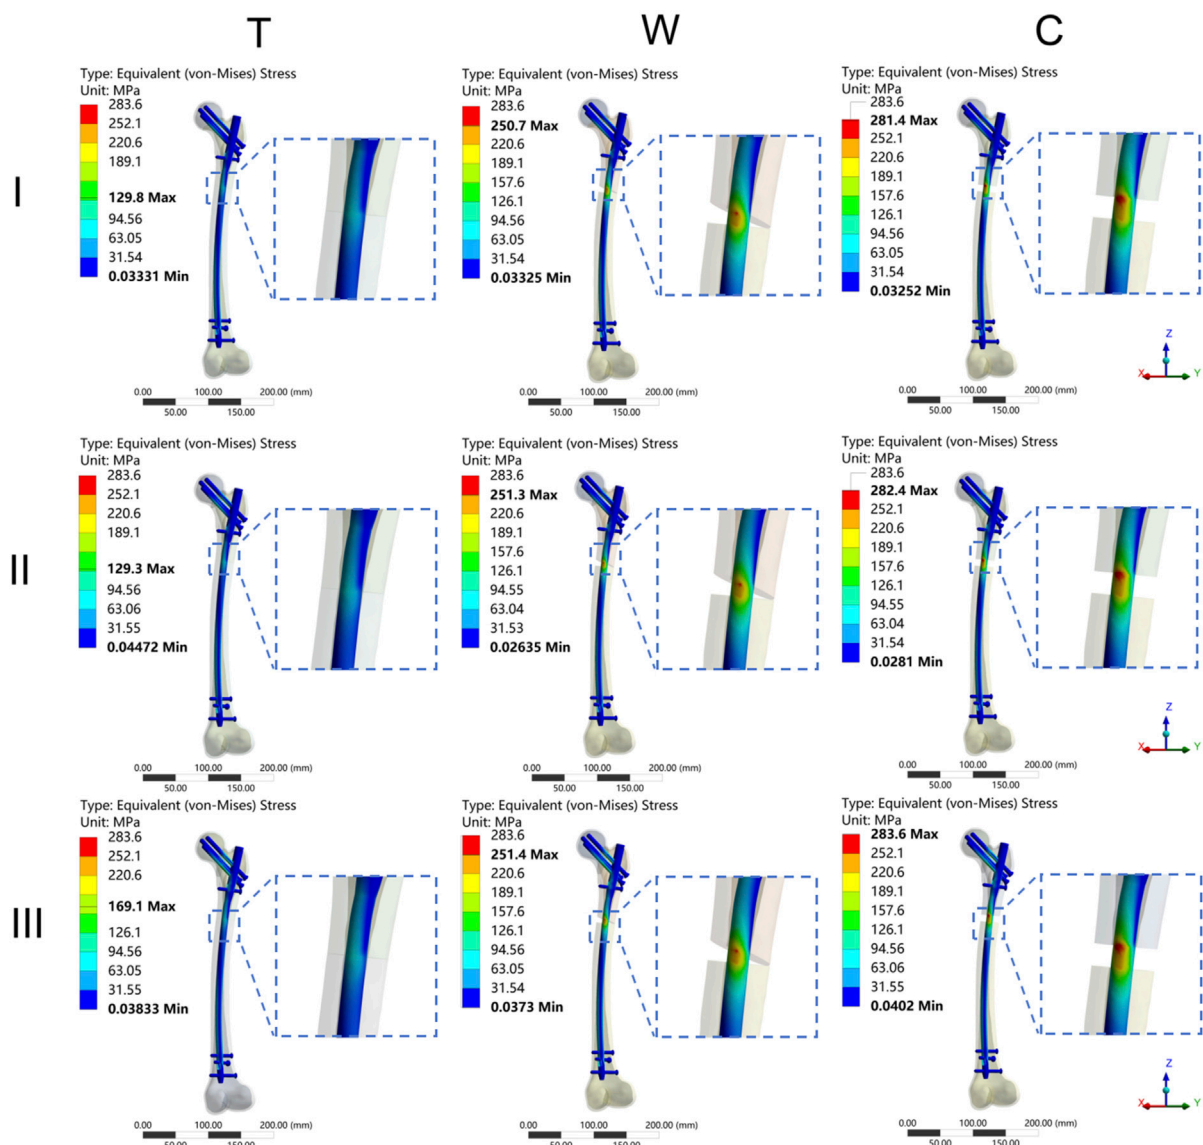 T
W
C
I
Type: Equivalent (von-Mises) Stress
Unit: MPa
283.6
252.1
220.6
189.1
129.8 Max
94.56
63.05
31.54
0.03331 Min
0.00
100.00
200.00 (mm)
50.00
150.00
Type: Equivalent (von-Mises) Stress
Unit: MPa
283.6
250.7 Max
220.6
189.1
157.6
126.1
94.56
63.05
31.54
0.03325 Min
0.00
100.00
200.00 (mm)
50.00
150.00
Type: Equivalent (von-Mises) Stress
Unit: MPa
283.6
281.4 Max
252.1
220.6
189.1
157.6
126.1
94.56
63.05
31.54
0.03252 Min
0.00
100.00
200.00 (mm)
50.00
150.00
Z
X
Y
II
Type: Equivalent (von-Mises) Stress
Unit: MPa
283.6
252.1
220.6
189.1
129.3 Max
94.56
63.06
31.55
0.04472 Min
0.00
100.00
200.00 (mm)
50.00
150.00
Type: Equivalent (von-Mises) Stress
Unit: MPa
283.6
251.3 Max
220.6
189.1
157.6
126.1
94.56
63.04
31.53
0.02635 Min
0.00
100.00
200.00 (mm)
50.00
150.00
Type: Equivalent (von-Mises) Stress
Unit: MPa
283.6
282.4 Max
252.1
220.6
189.1
157.6
126.1
94.55
63.05
31.54
0.0281 Min
0.00
100.00
200.00 (mm)
50.00
150.00
Z
X
Y
III
Type: Equivalent (von-Mises) Stress
Unit: MPa
283.6
252.1
220.6
169.1 Max
126.1
94.56
63.05
31.54
0.03833 Min
0.00
100.00
200.00 (mm)
50.00
150.00
Type: Equivalent (von-Mises) Stress
Unit: MPa
283.6
251.4 Max
220.6
189.1
157.6
126.1
94.56
63.05
31.54
0.0373 Min
0.00
100.00
200.00 (mm)
50.00
150.00
Type: Equivalent (von-Mises) Stress
Unit: MPa
283.6 Max
252.1
220.6
189.1
157.6
126.1
94.56
63.06
31.55
0.0402 Min
0.00
100.00
200.00 (mm)
50.00
150.00
Z
X
Y